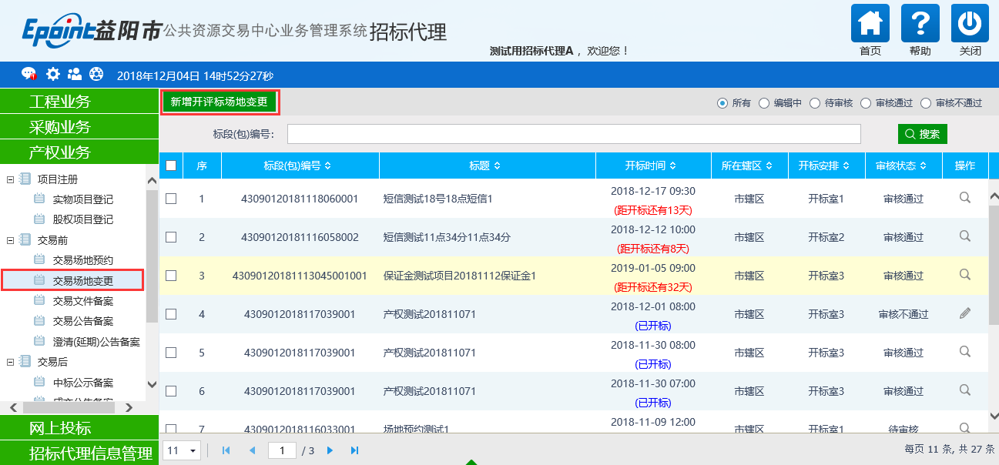 Epoint益阳市公共资源交易中心业务管理系统 招标代理
测试用招标代理A ，欢迎您！
首页 帮助 关闭
2018年12月04日 14时52分27秒
工程业务
采购业务
产权业务
项目注册
实物项目登记
股权项目登记
交易前
交易场地预约
交易场地变更
交易文件备案
交易公告备案
澄清(延期)公告备案
交易后
中标公示备案
成交公告备案
网上投标
招标代理信息管理
新增开评标场地变更
所有 编辑中 待审核 审核通过 审核不通过
标段(包)编号: 搜索
序 标段(包)编号 标题 开标时间 所在辖区 开标安排 审核状态 操作
1 43090120181118060001 短信测试18号18点短信1 2018-12-17 09:30 (距开标还有13天) 市辖区 开标室1 审核通过
2 43090120181116058002 短信测试11点34分11点34分 2018-12-12 10:00 (距开标还有8天) 市辖区 开标室2 审核通过
3 43090120181113045001001 保证金测试项目20181112保证金1 2019-01-05 09:00 (距开标还有32天) 市辖区 开标室3 审核通过
4 4309012018117039001 产权测试201811071 2018-12-01 08:00 (已开标) 市辖区 开标室3 审核不通过
5 4309012018117039001 产权测试201811071 2018-11-30 08:00 (已开标) 市辖区 开标室3 审核通过
6 4309012018117039001 产权测试201811071 2018-11-30 07:00 (已开标) 市辖区 开标室3 审核通过
7 43090120181116033001 场地预约测试1 2018-11-09 12:00 市辖区 开标室1 待审核
11 1 / 3 每页 11 条, 共 27 条